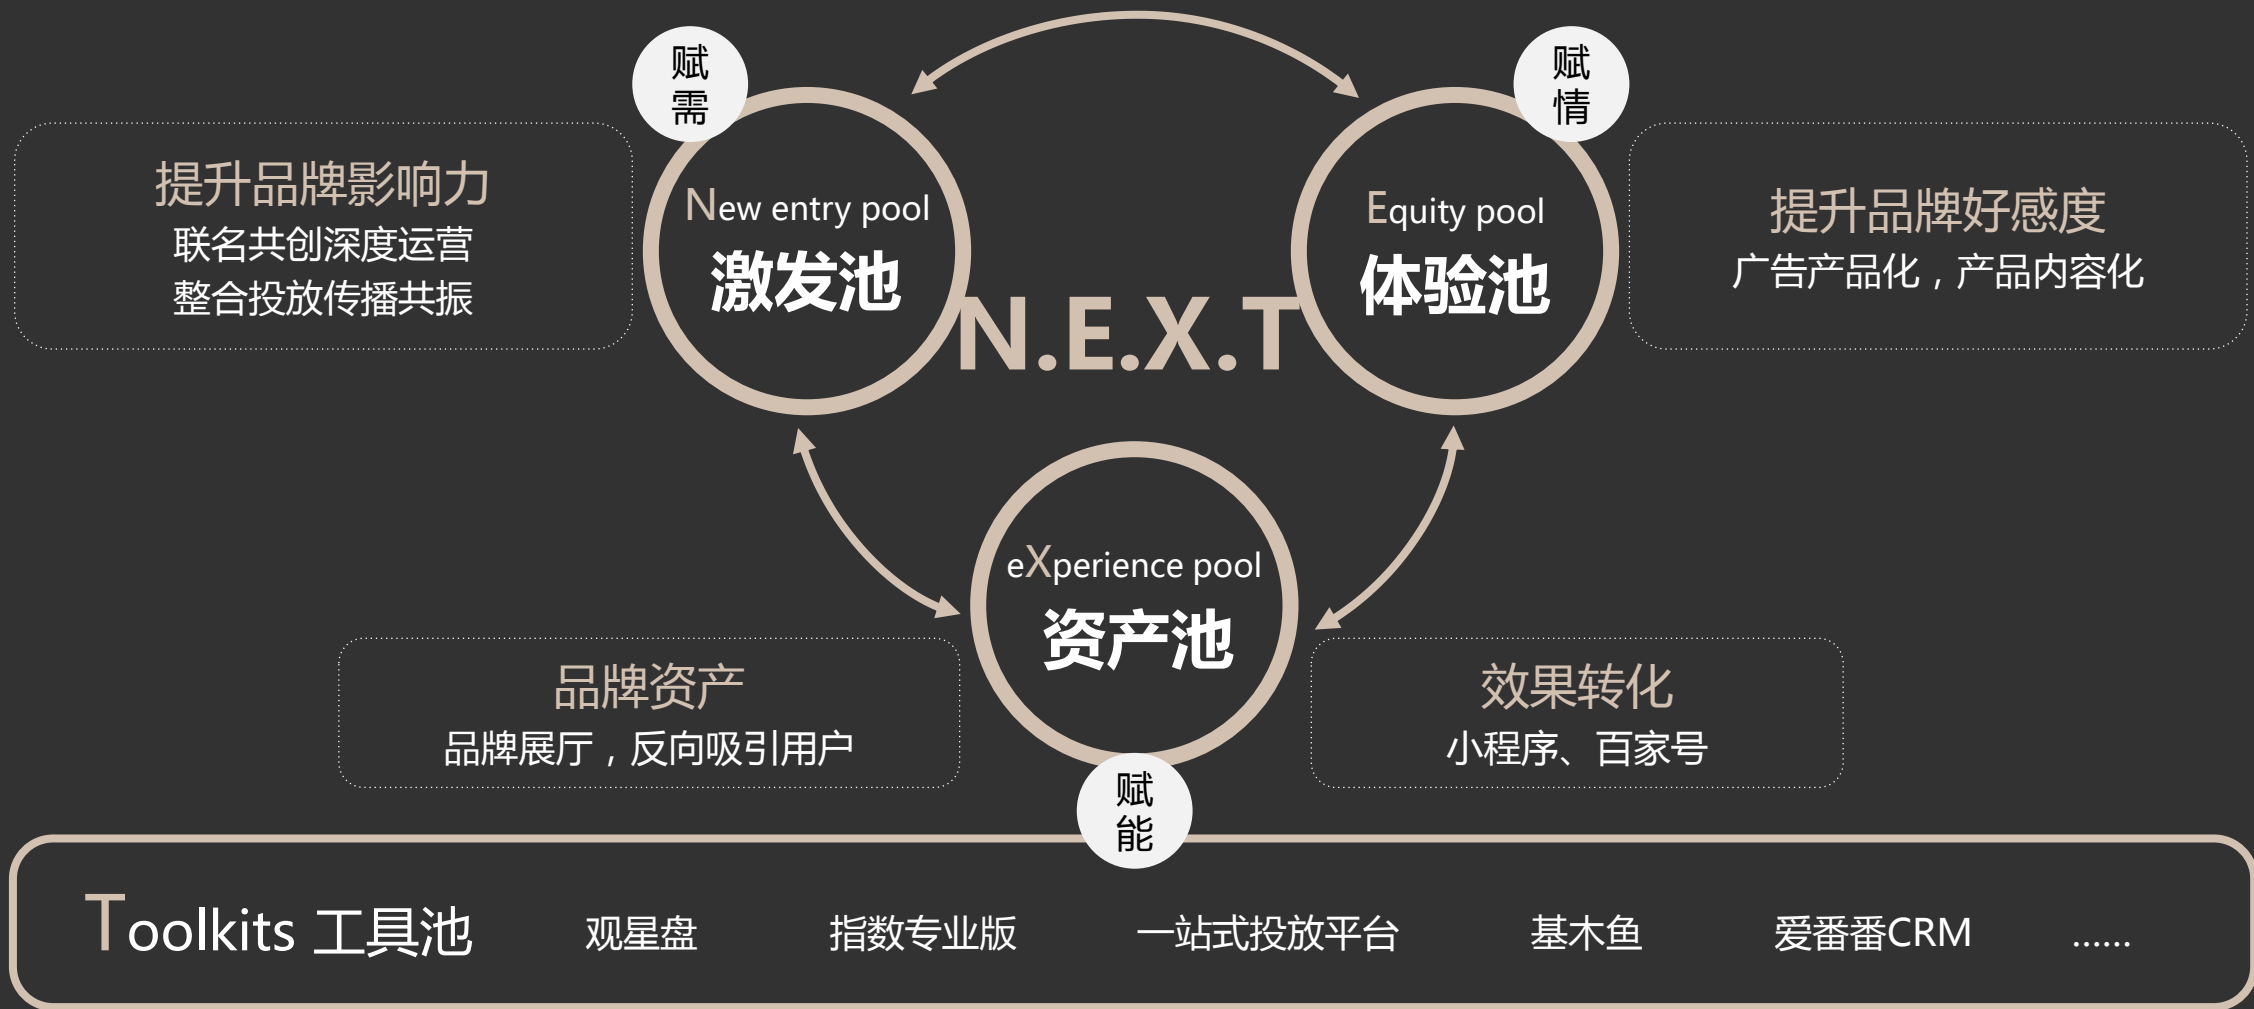 赋
需
赋
情
提升品牌影响力
联名共创深度运营
整合投放传播共振
New entry pool
激发池
N.E.X.T
Equity pool
体验池
提升品牌好感度
广告产品化，产品内容化
eXperience pool
资产池
品牌资产
品牌展厅，反向吸引用户
效果转化
小程序、百家号
赋
能
Toolkits 工具池
观星盘
指数专业版
一站式投放平台
基木鱼
爱番番CRM
……